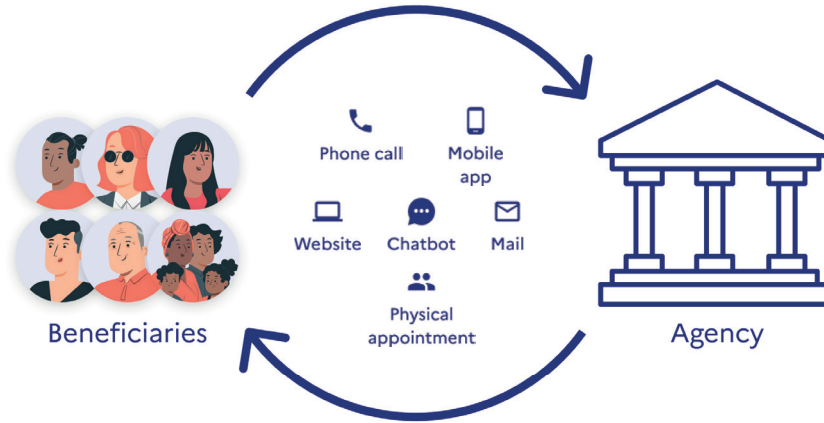 Phone call
Mobile
app
Website
Chatbot
Mail
Physical
appointment
Beneficiaries
Agency